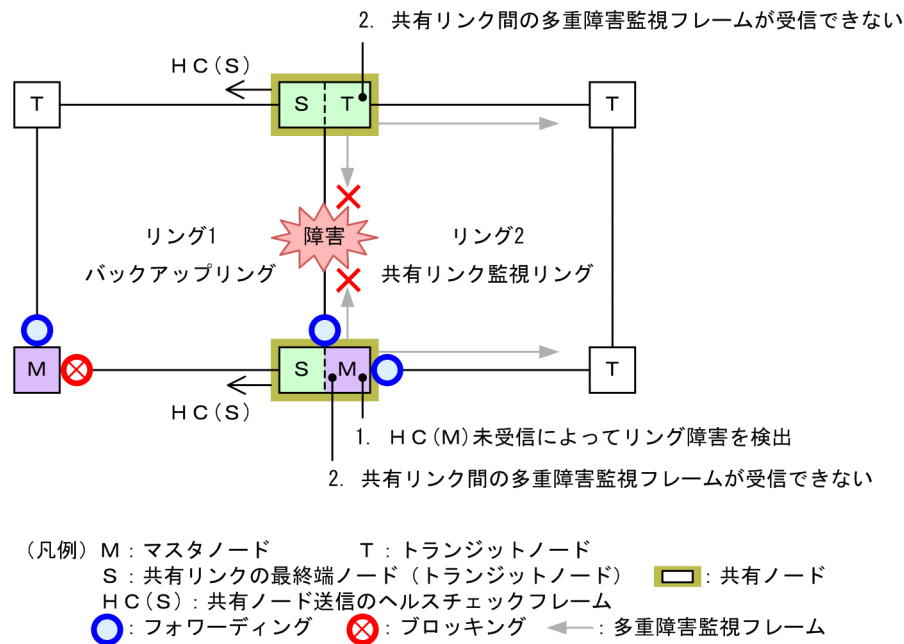 2. 共有リンク間の多重障害監視フレームが受信できない
HC(S)
T
S
T
T
リング1
バックアップリング
障害
リング2
共有リンク監視リング
M
S
M
T
HC(S)
1. HC(M)未受信によってリング障害を検出
2. 共有リンク間の多重障害監視フレームが受信できない
(凡例) M:マスタノード T:トランジットノード
S:共有リンクの最終端ノード(トランジットノード) :共有ノード
HC(S):共有ノード送信のヘルスチェックフレーム
:フォワーディング :ブロッキング :多重障害監視フレーム